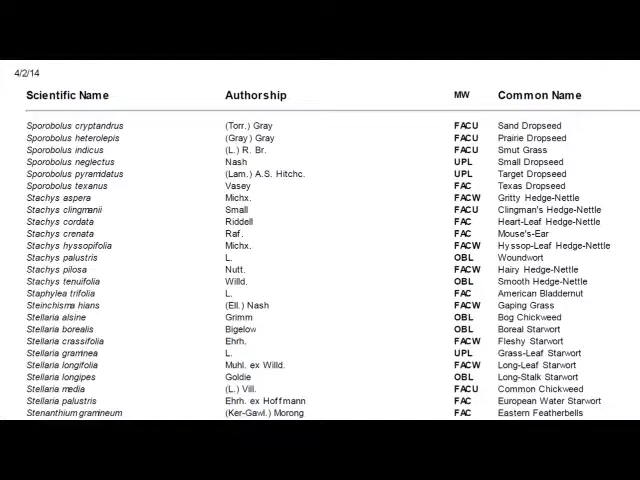 4/2/14
Scientific Name Authorship MW Common Name
Sporobolus cryptandrus (Torr.) Gray FACU Sand Dropseed
Sporobolus heterolepis (Gray) Gray FACU Prairie Dropseed
Sporobolus indicus (L.) R. Br. FACU Smut Grass
Sporobolus neglectus Nash UPL Small Dropseed
Sporobolus pyramidatus (Lam.) A.S. Hitchc. UPL Target Dropseed
Sporobolus texanus Vasey FAC Texas Dropseed
Stachys aspera Michx. FACW Gritty Hedge-Nettle
Stachys clingmanii Small FACU Clingman's Hedge-Nettle
Stachys cordata Riddell FAC Heart-Leaf Hedge-Nettle
Stachys crenata Raf. FAC Mouse's-Ear
Stachys hyssopifolia Michx. FACW Hyssop-Leaf Hedge-Nettle
Stachys palustris L. OBL Woundwort
Stachys pilosa Nutt. FACW Hairy Hedge-Nettle
Stachys tenuifolia Willd. OBL Smooth Hedge-Nettle
Staphylea trifolia L. FAC American Bladdernut
Steinchisma hians (Ell.) Nash FACW Gaping Grass
Stellaria alsine Grimm OBL Bog Chickweed
Stellaria borealis Bigelow OBL Boreal Starwort
Stellaria crassifolia Ehrh. FACW Fleshy Starwort
Stellaria graminea L. UPL Grass-Leaf Starwort
Stellaria longifolia Muhl. ex Willd. FACW Long-Leaf Starwort
Stellaria longipes Goldie OBL Long-Stalk Starwort
Stellaria media (L.) Vill. FACU Common Chickweed
Stellaria palustris Ehrh. ex Hoffmann FAC European Water Starwort
Stenanthium gramineum (Ker-Gawl.) Morong FAC Eastern Featherbells